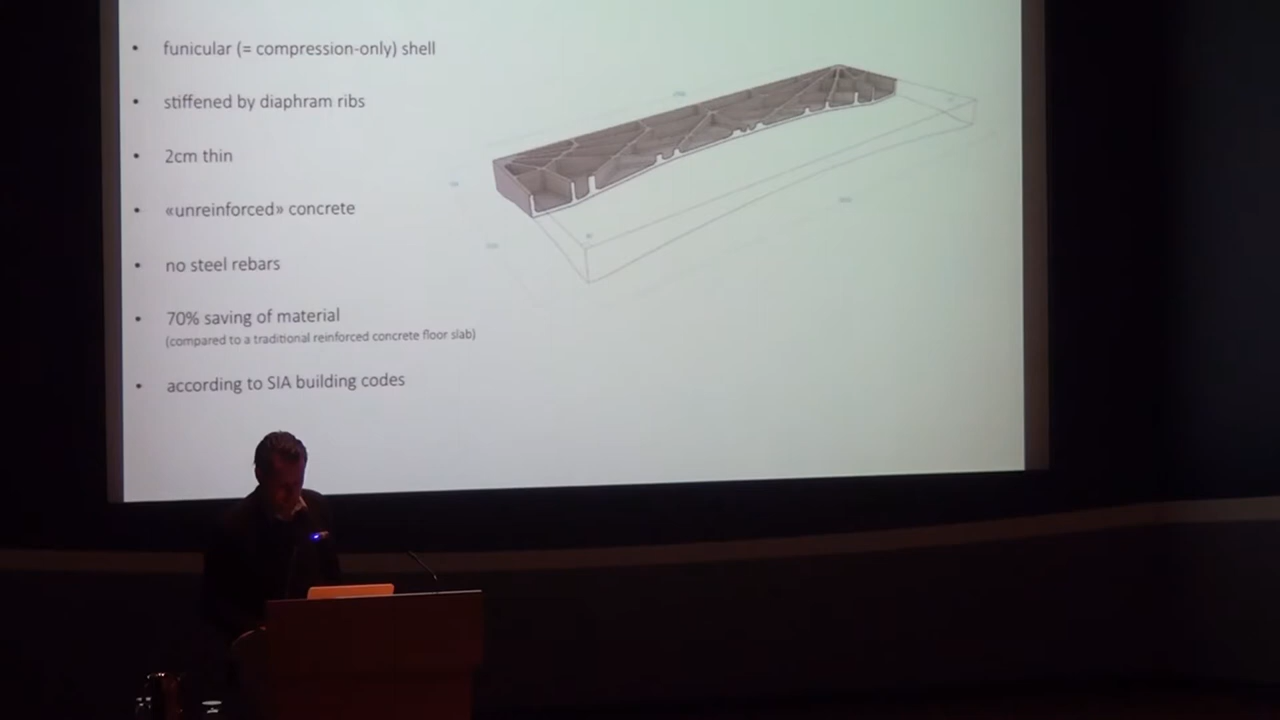 • funicular (= compression-only) shell
• stiffened by diaphram ribs
• 2cm thin
• «unreinforced» concrete
• no steel rebars
• 70% saving of material
(compared to a traditional reinforced concrete floor slab)
• according to SIA building codes